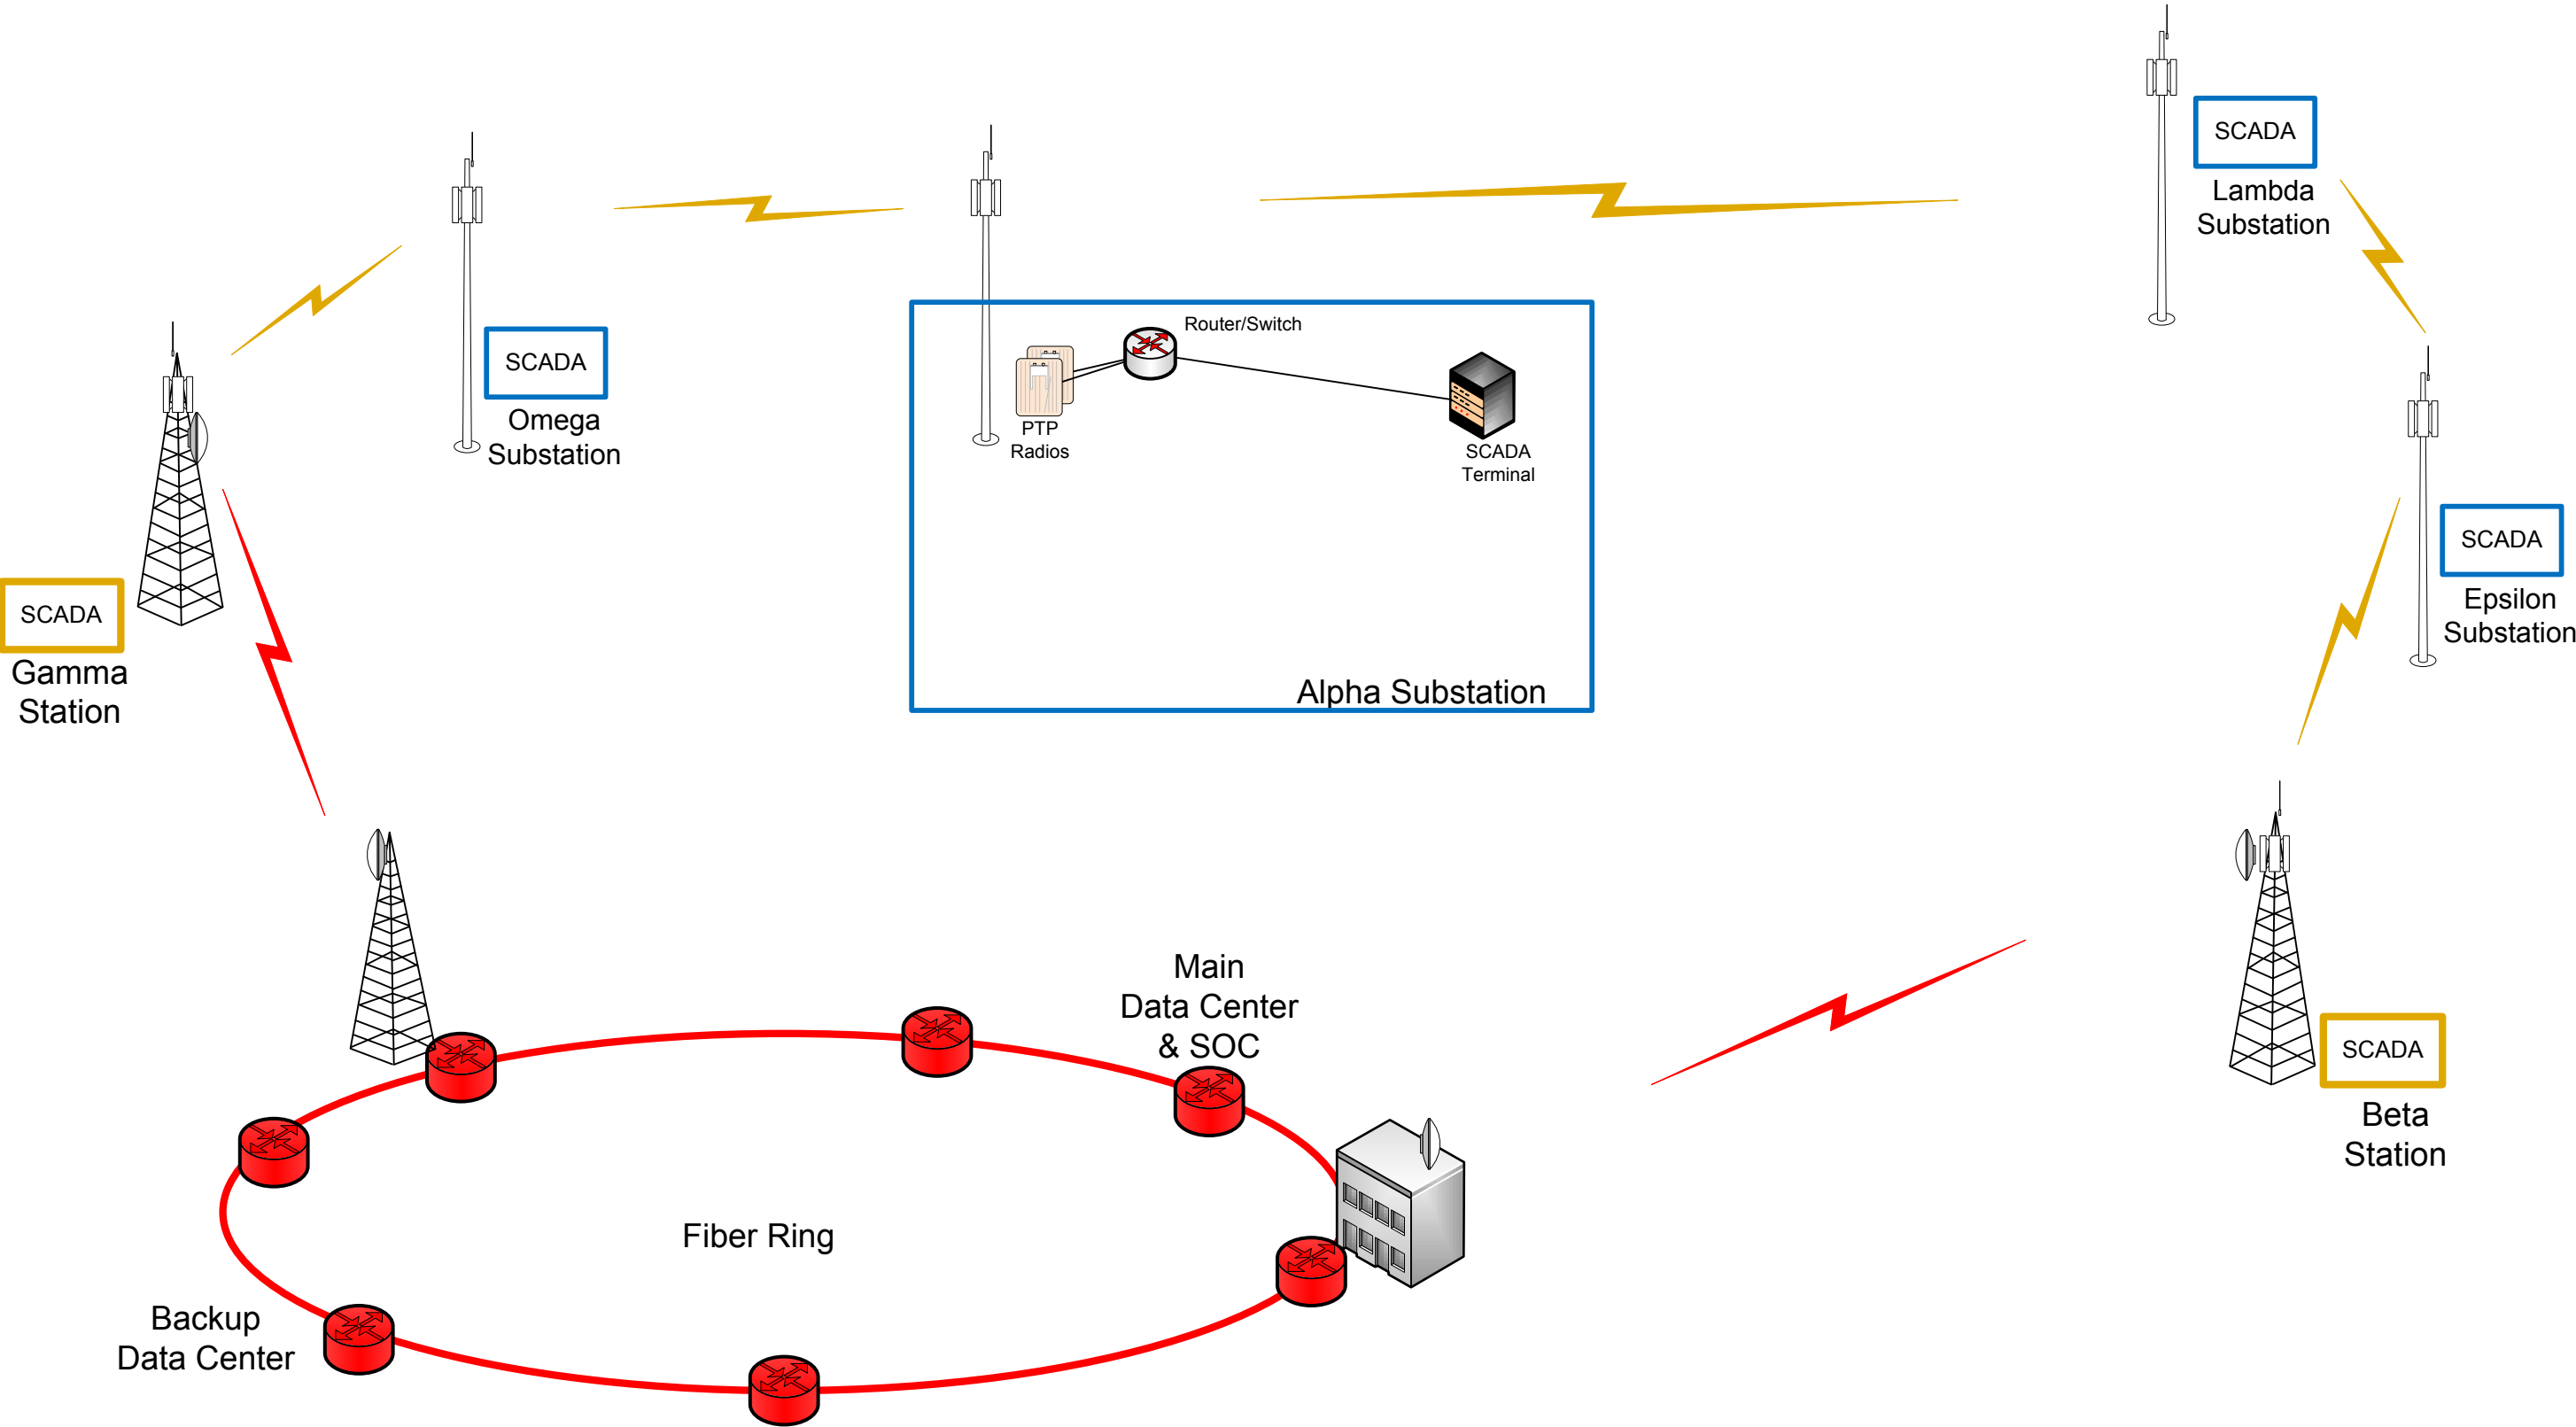 SCADA
Lambda
Substation
Router/Switch
SCADA
Omega
Substation
PTP
Radios
SCADA
Terminal
Alpha Substation
SCADA
Epsilon
Substation
SCADA
Gamma
Station
Main
Data Center
& SOC
SCADA
Beta
Station
Fiber Ring
Backup
Data Center